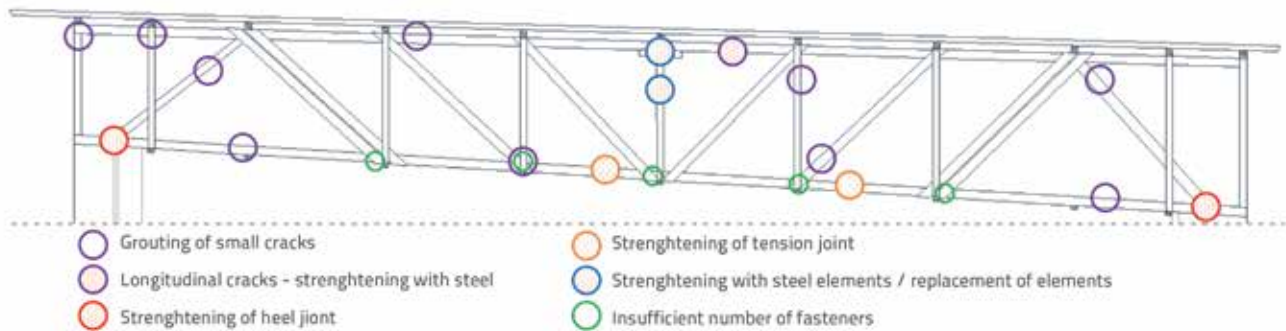 Grouting of small cracks
Longitudinal cracks - strenghtening with steel
Strenghtening of heel jiont
Strenghtening of tension joint
Strenghtening with steel elements / replacement of elements
Insufficient number of fasteners